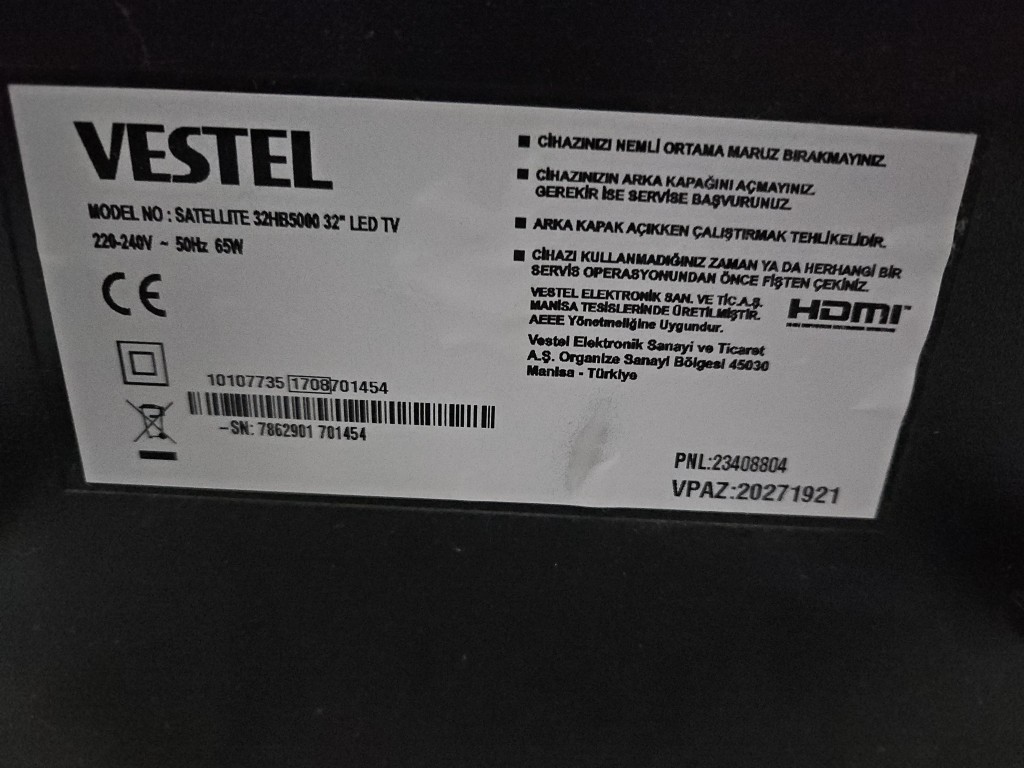 VESTEL
MODEL NO : SATELLITE 32HB5000 32" LED TV
220-240V ~ 50Hz 65W
CE
10107735 1708 701454
-SN: 7862901 701454
■ CİHAZINIZI NEMLİ ORTAMA MARUZ BIRAKMAYINIZ.
■ CİHAZINIZIN ARKA KAPAĞINI AÇMAYINIZ.
GEREKİR İSE SERVİSE BAŞVURUNUZ.
■ ARKA KAPAK AÇIKKEN ÇALIŞTIRMAK TEHLİKELİDİR.
■ CİHAZI KULLANMADIĞINIZ ZAMAN YA DA HERHANGİ BİR
SERVİS OPERASYONUNDAN ÖNCE FİŞTEN ÇEKİNİZ.
VESTEL ELEKTRONİK SAN. VE TİC.A.Ş.
MANİSA TESİSLERİNDE ÜRETİLMİŞTİR.
AEEE Yönetmeliğine Uygundur.
HDMI™
Vestel Elektronik Sanayi ve Ticaret
A.Ş. Organize Sanayi Bölgesi 45030
Manisa - Türkiye
PNL:23408804
VPAZ:20271921